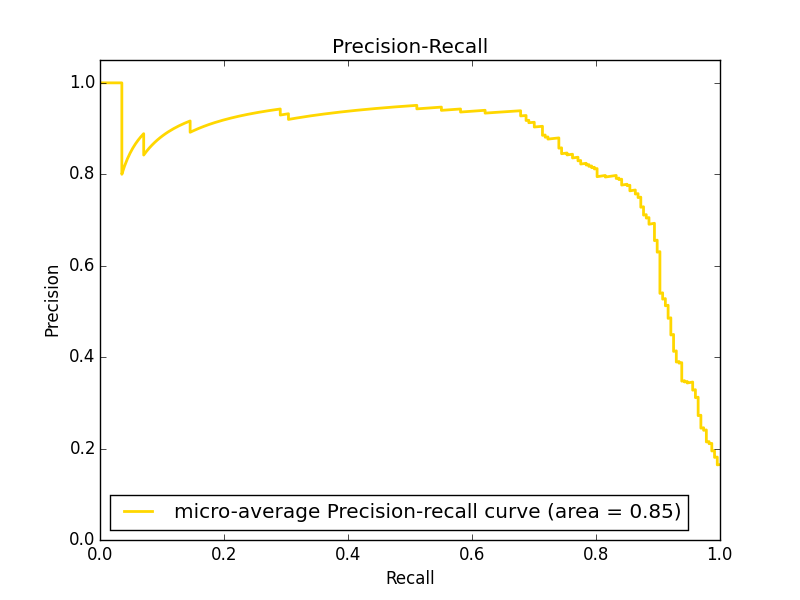 Precision-Recall
1.0
0.8
0.6
0.4
0.2
0.0
Precision
micro-average Precision-recall curve (area = 0.85)
0.0 0.2 0.4 0.6 0.8 1.0
Recall